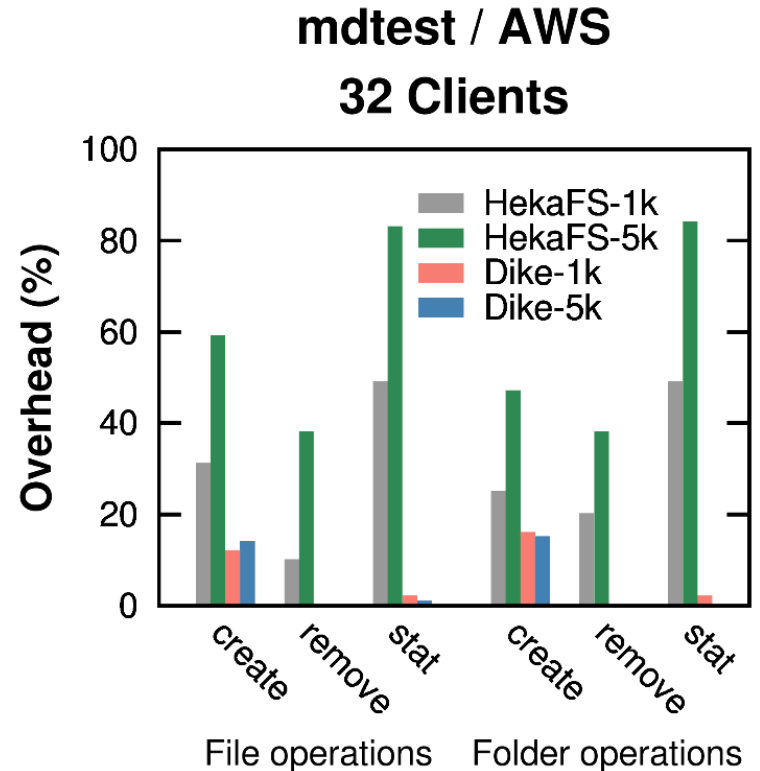 mdtest / AWS
32 Clients
Overhead (%)
100
80
60
40
20
0
HekaFS-1k
HekaFS-5k
Dike-1k
Dike-5k
create
remove
stat
create
remove
stat
File operations
Folder operations